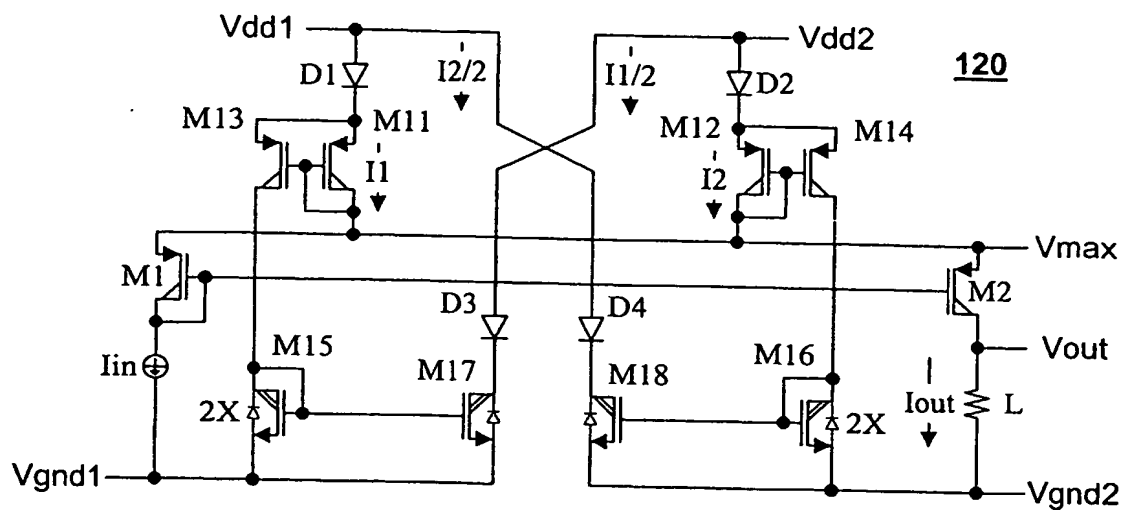 Vdd1
Vdd2
120
D1
I2/2
I1/2
D2
M13
M11
M12
M14
I1
I2
Vmax
M1
M2
D3
D4
Vout
Iin
M15
M17
M18
M16
2X
2X
Iout
L
Vgnd1
Vgnd2